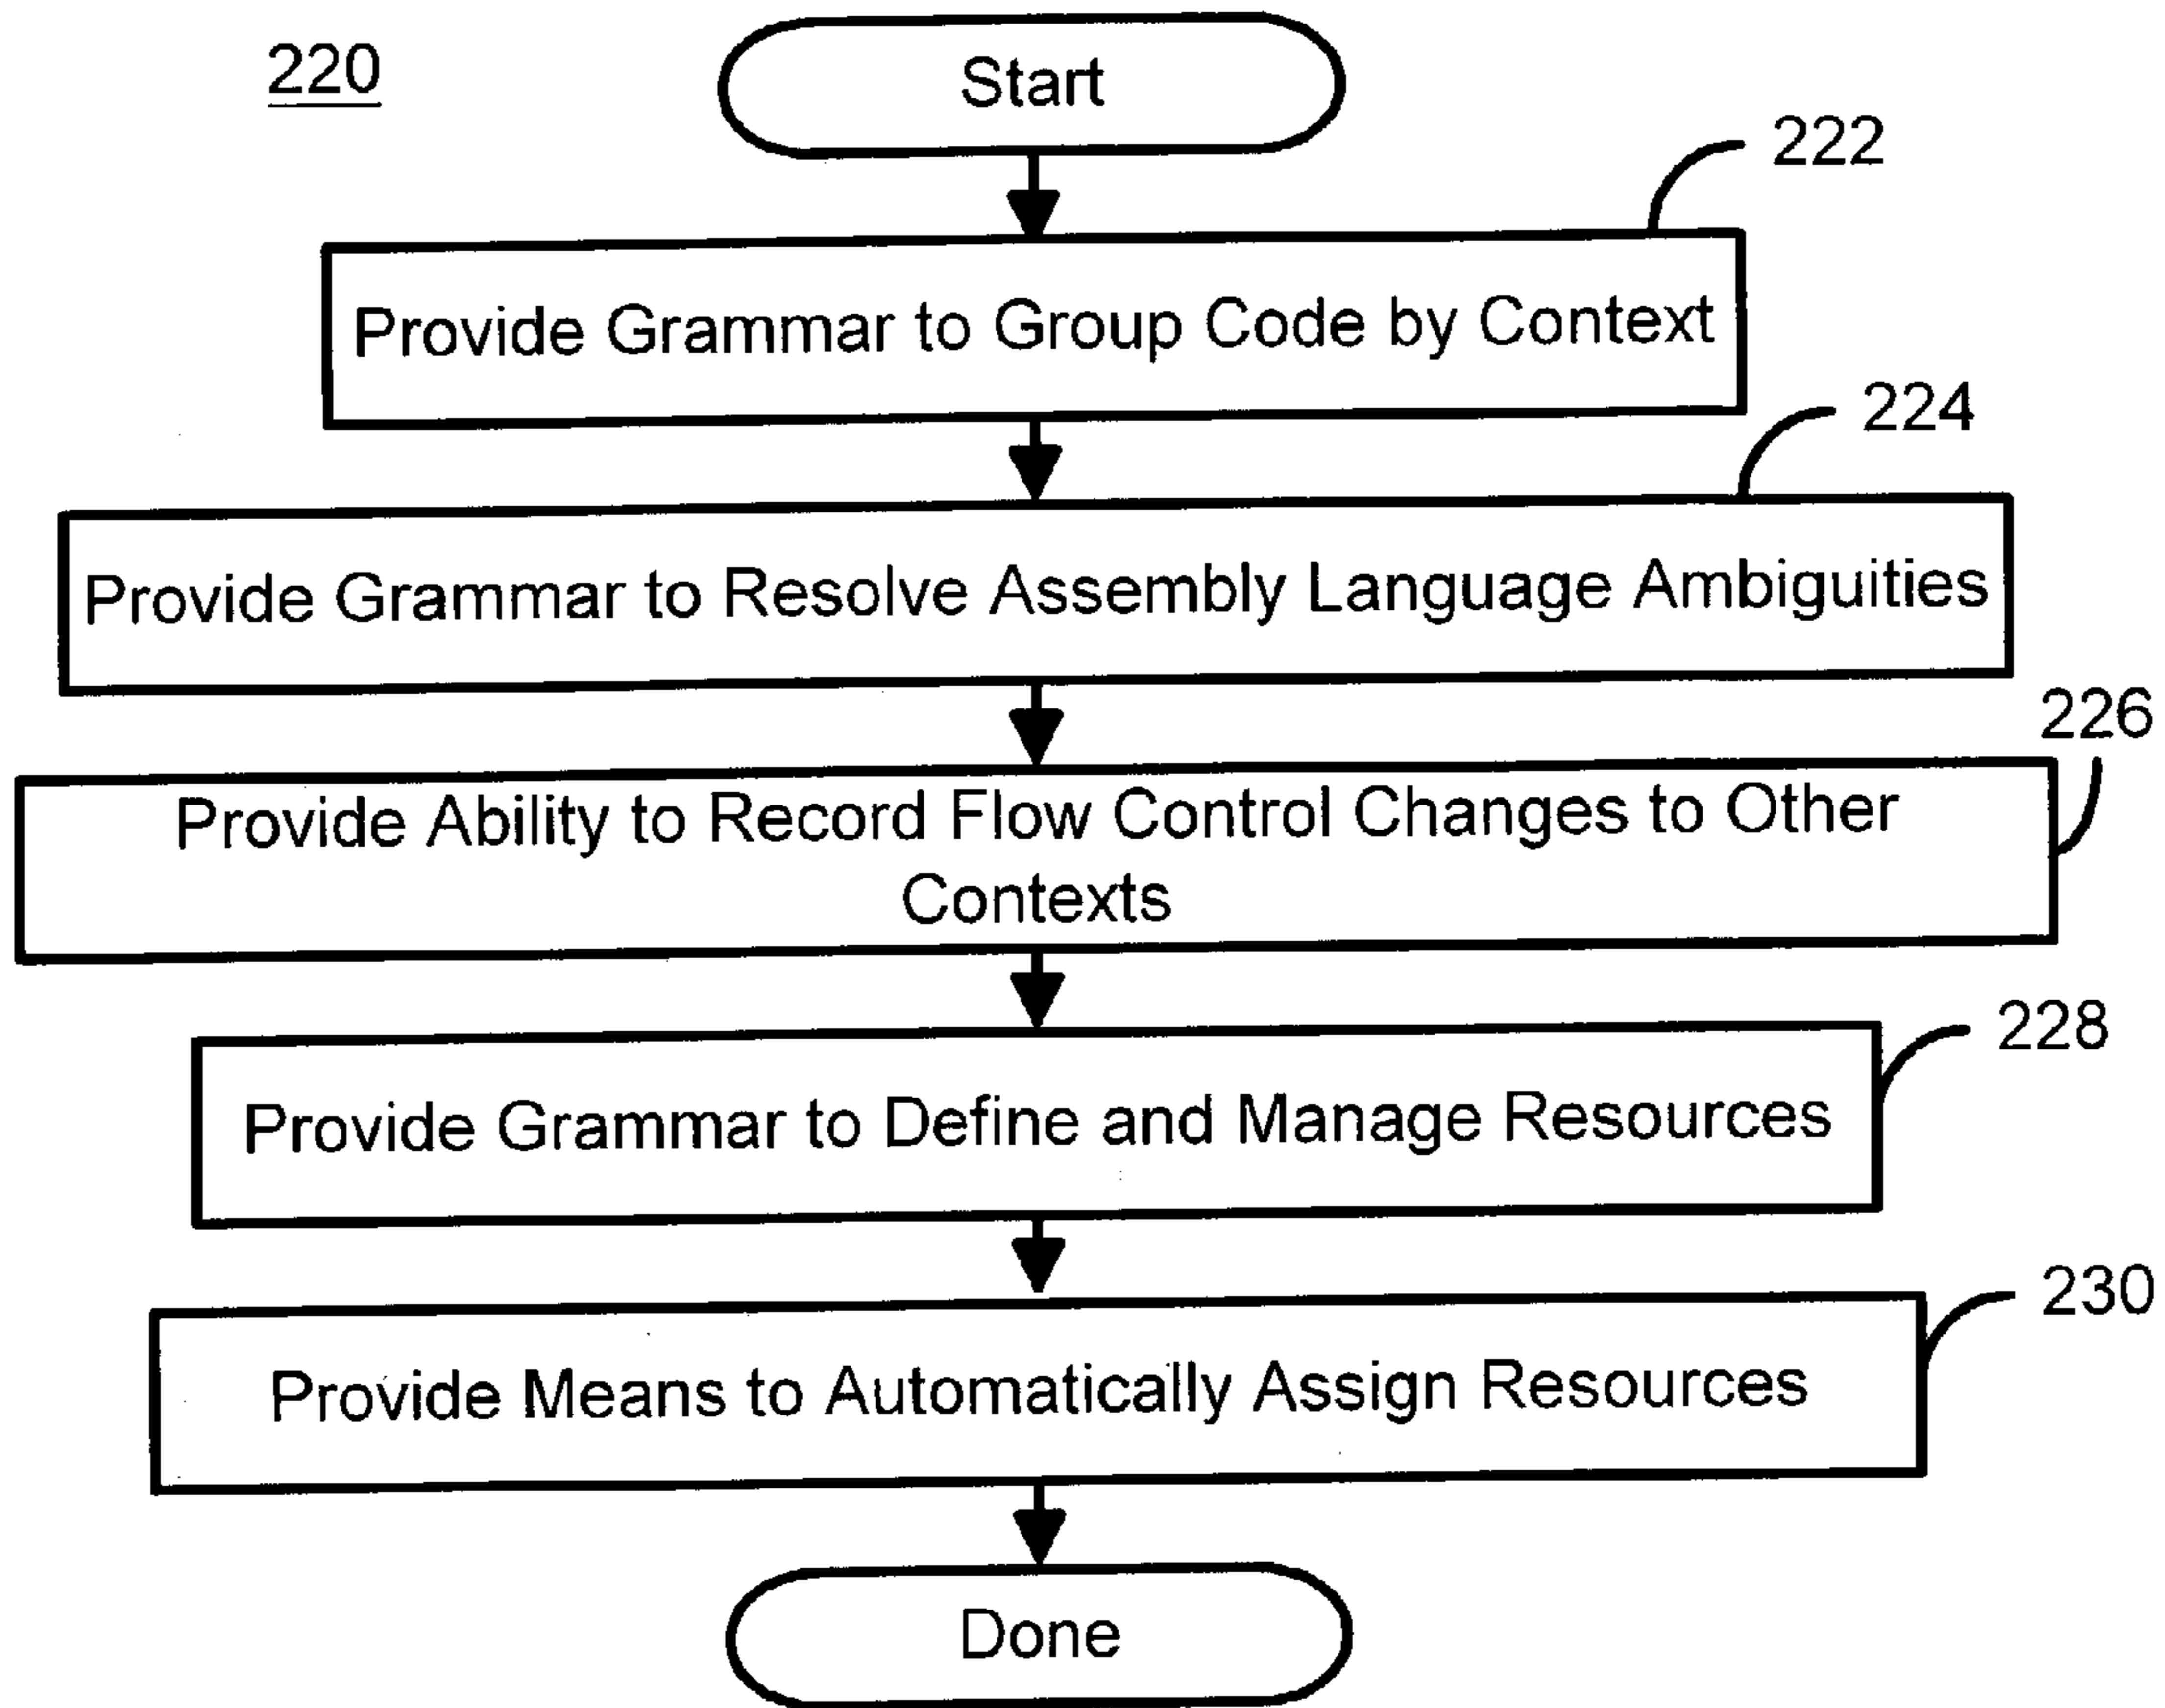 220
Start
222
Provide Grammar to Group Code by Context
224
Provide Grammar to Resolve Assembly Language Ambiguities
226
Provide Ability to Record Flow Control Changes to Other
Contexts
228
Provide Grammar to Define and Manage Resources
230
Provide Means to Automatically Assign Resources
Done